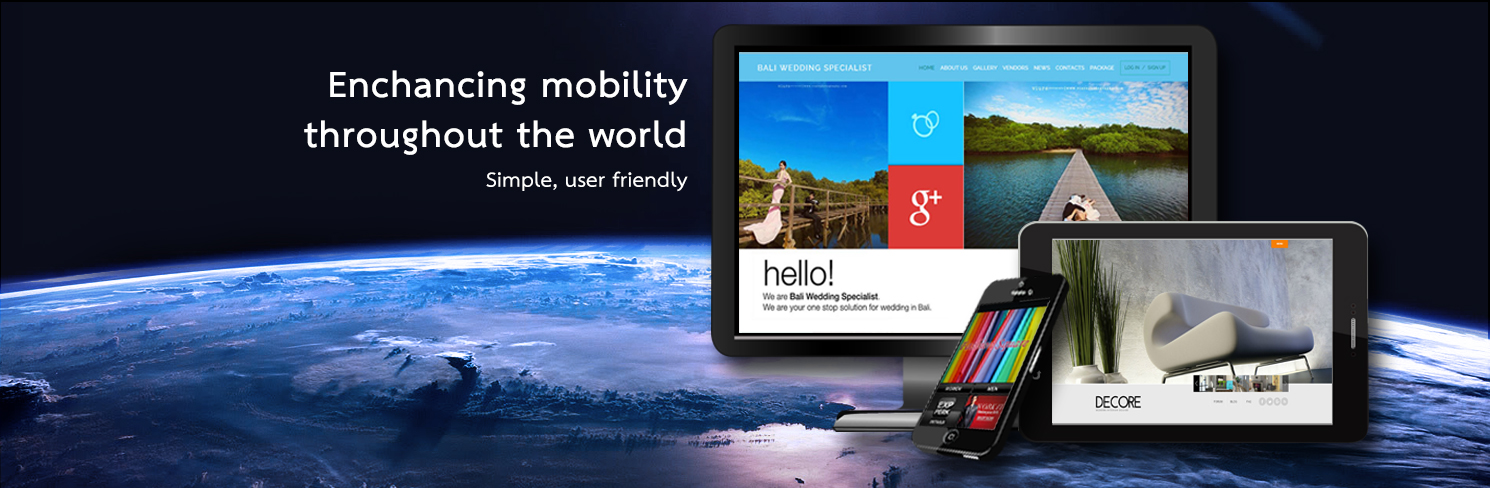 Enchancing mobility
throughout the world
Simple, user friendly
BALI WEDDING SPECIALIST
HOME ABOUT US GALLERY VENDORS NEWS CONTACTS PACKAGE LOG IN / SIGN UP
g+
hello!
We are Bali Wedding Specialist.
We are your one stop solution for wedding in Bali.
WOMEN MEN
DECORE